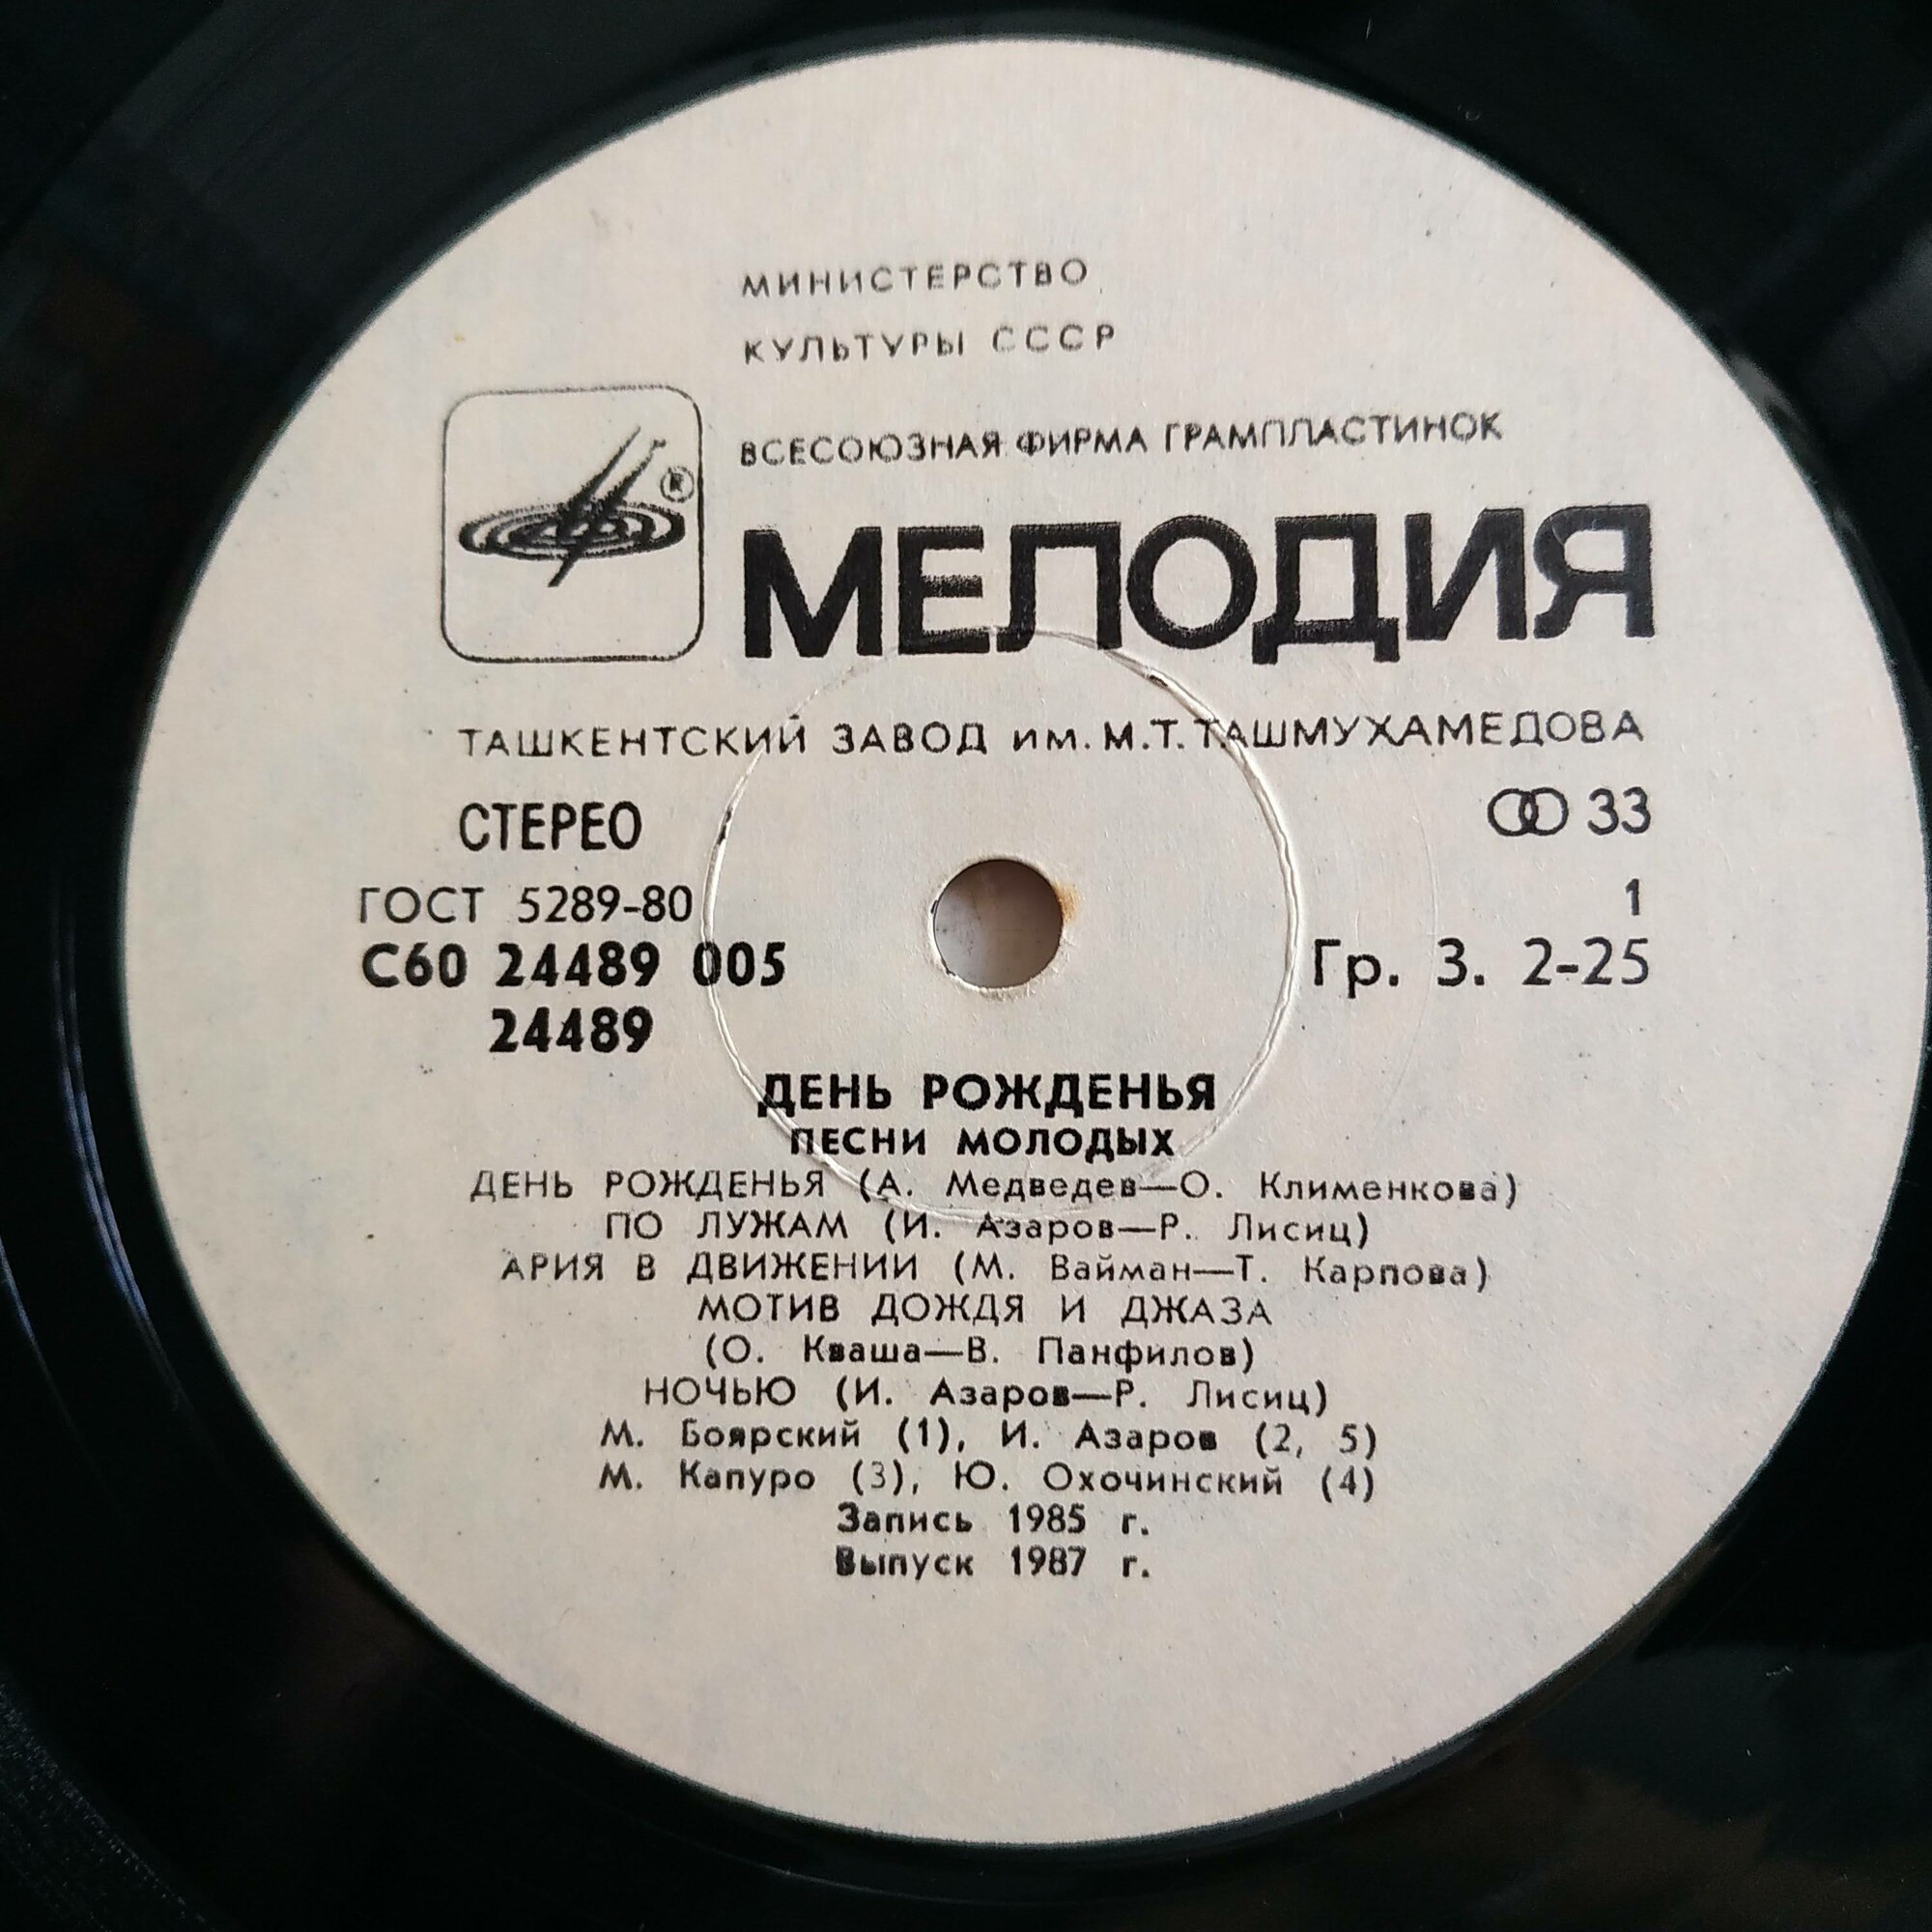 МИНИСТЕРСТВО
КУЛЬТУРЫ СССР
ВСЕСОЮЗНАЯ ФИРМА ГРАМПЛАСТИНОК
®
МЕЛОДИЯ
ТАШКЕНТСКИЙ ЗАВОД им. М.Т. ТАШМУХАМЕДОВА
СТЕРЕО 33
ГОСТ 5289-80 1
С60 24489 005 Гр. 3. 2-25
24489
ДЕНЬ РОЖДЕНЬЯ
ПЕСНИ МОЛОДЫХ
ДЕНЬ РОЖДЕНЬЯ (А. Медведев—О. Клименкова)
ПО ЛУЖАМ (И. Азаров—Р. Лисиц)
АРИЯ В ДВИЖЕНИИ (М. Вайман—Т. Карпова)
МОТИВ ДОЖДЯ И ДЖАЗА
(О. Кваша—В. Панфилов)
НОЧЬЮ (И. Азаров—Р. Лисиц)
М. Боярский (1), И. Азаров (2, 5)
М. Капуро (3), Ю. Охочинский (4)
Запись 1985 г.
Выпуск 1987 г.